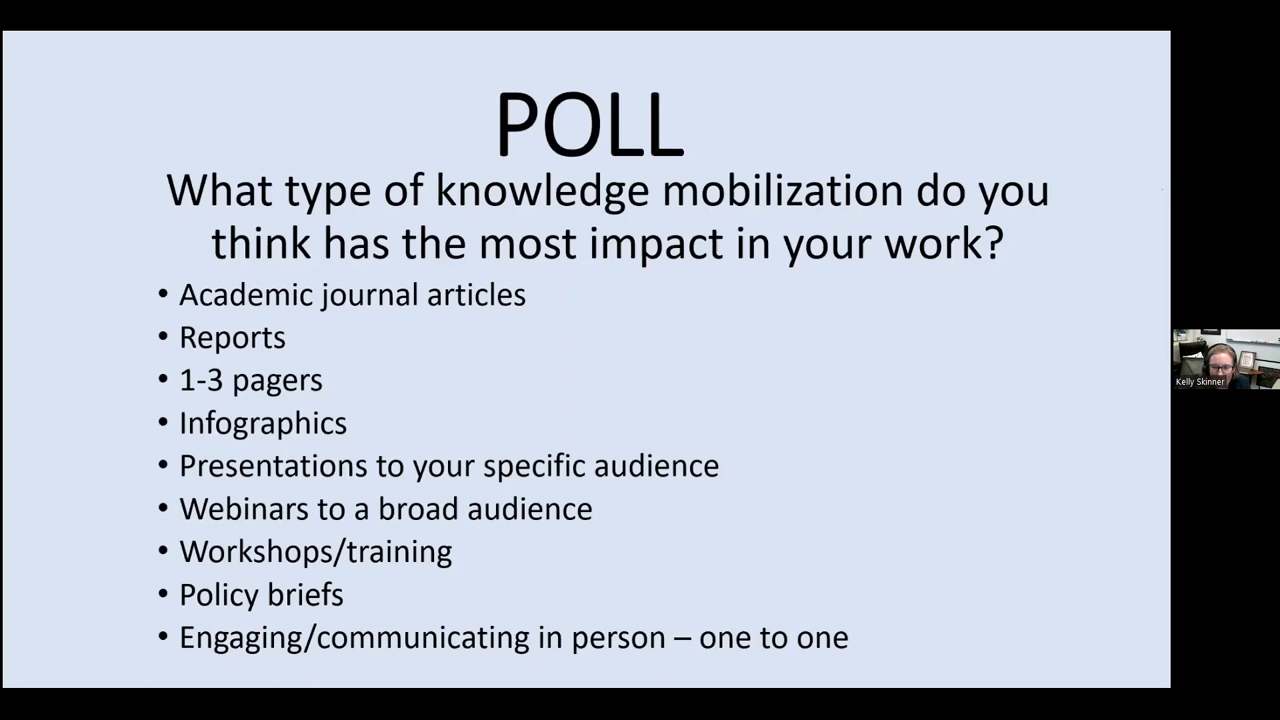 POLL
What type of knowledge mobilization do you
think has the most impact in your work?
• Academic journal articles
• Reports
• 1-3 pagers
• Infographics
• Presentations to your specific audience
• Webinars to a broad audience
• Workshops/training
• Policy briefs
• Engaging/communicating in person – one to one
Kelly Skinner